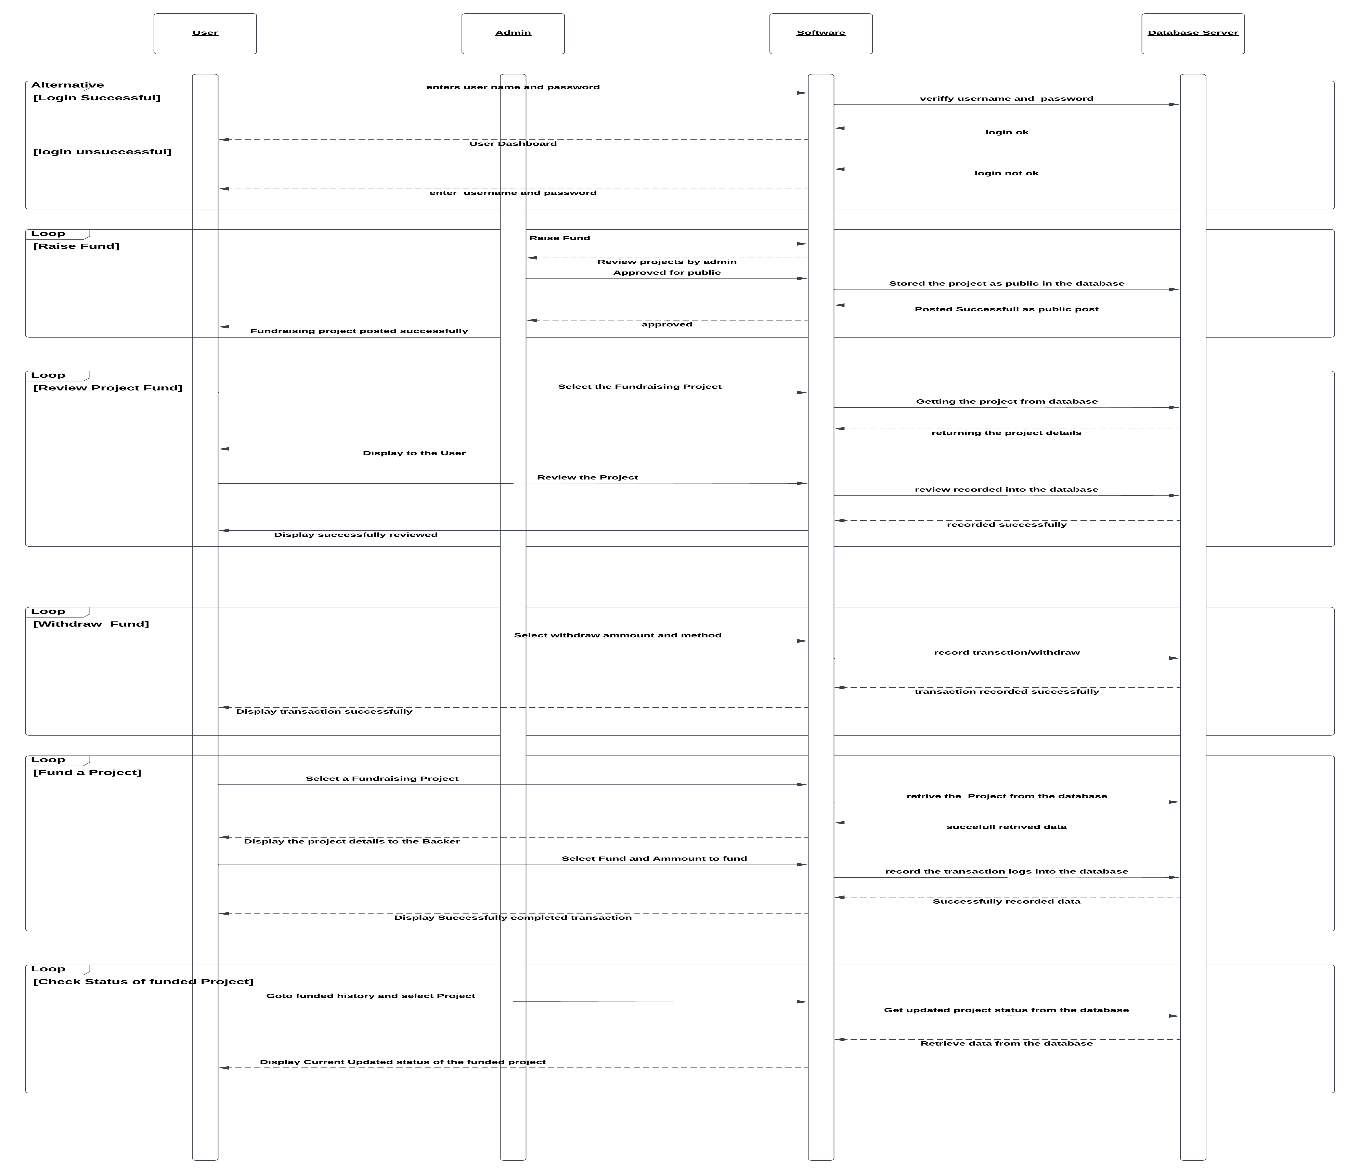 User
Admin
Software
Database Server
Alternative
enters user name and password
[Login Successful]
veriffy username and  password
login ok
User Dashboard
[login unsuccessful]
login not ok
enter  username and password
Loop
[Raise Fund]
Raise Fund
Review projects by admin
Approved for public
Stored the project as public in the database
Posted Successfull as public post
approved
Fundraising project posted successfully
Loop
[Review Project Fund]
Select the Fundraising Project
Getting the project from database
returning the project details
Display to the User
Review the Project
review recorded into the database
recorded successfully
Display successfully reviewed
Loop
[Withdraw  Fund]
Select withdraw ammount and method
record transction/withdraw
transaction recorded successfully
Display transaction successfully
Loop
[Fund a Project]
Select a Fundraising Project
retrive the  Project from the database
succefull retrived data
Display the project details to the Backer
Select Fund and Ammount to fund
record the transaction logs into the database
Successfully recorded data
Display Successfully completed transaction
Loop
[Check Status of funded Project]
Goto funded history and select Project
Get updated project status from the database
Retrieve data from the database
Display Current Updated status of the funded project